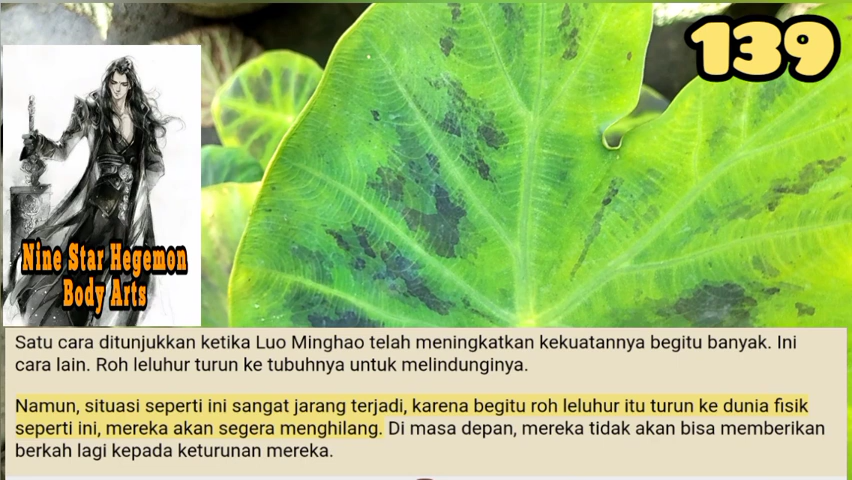 139
Nine Star Hegemon
Body Arts
Satu cara ditunjukkan ketika Luo Minghao telah meningkatkan kekuatannya begitu banyak. Ini
cara lain. Roh leluhur turun ke tubuhnya untuk melindunginya.
Namun, situasi seperti ini sangat jarang terjadi, karena begitu roh leluhur itu turun ke dunia fisik
seperti ini, mereka akan segera menghilang. Di masa depan, mereka tidak akan bisa memberikan
berkah lagi kepada keturunan mereka.